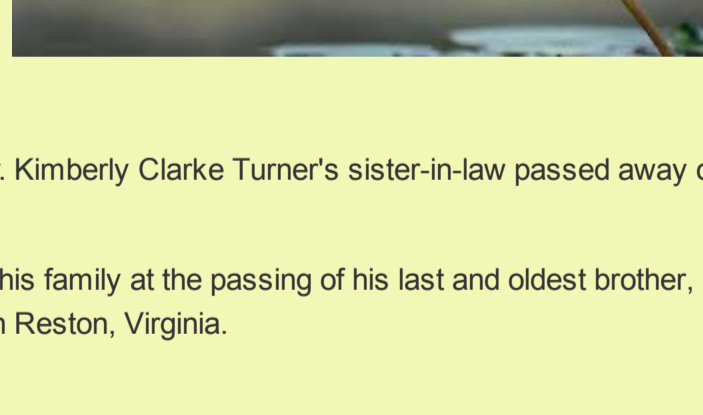 . Kimberly Clarke Turner's sister-in-law passed away
his family at the passing of his last and oldest brother,
Reston, Virginia.